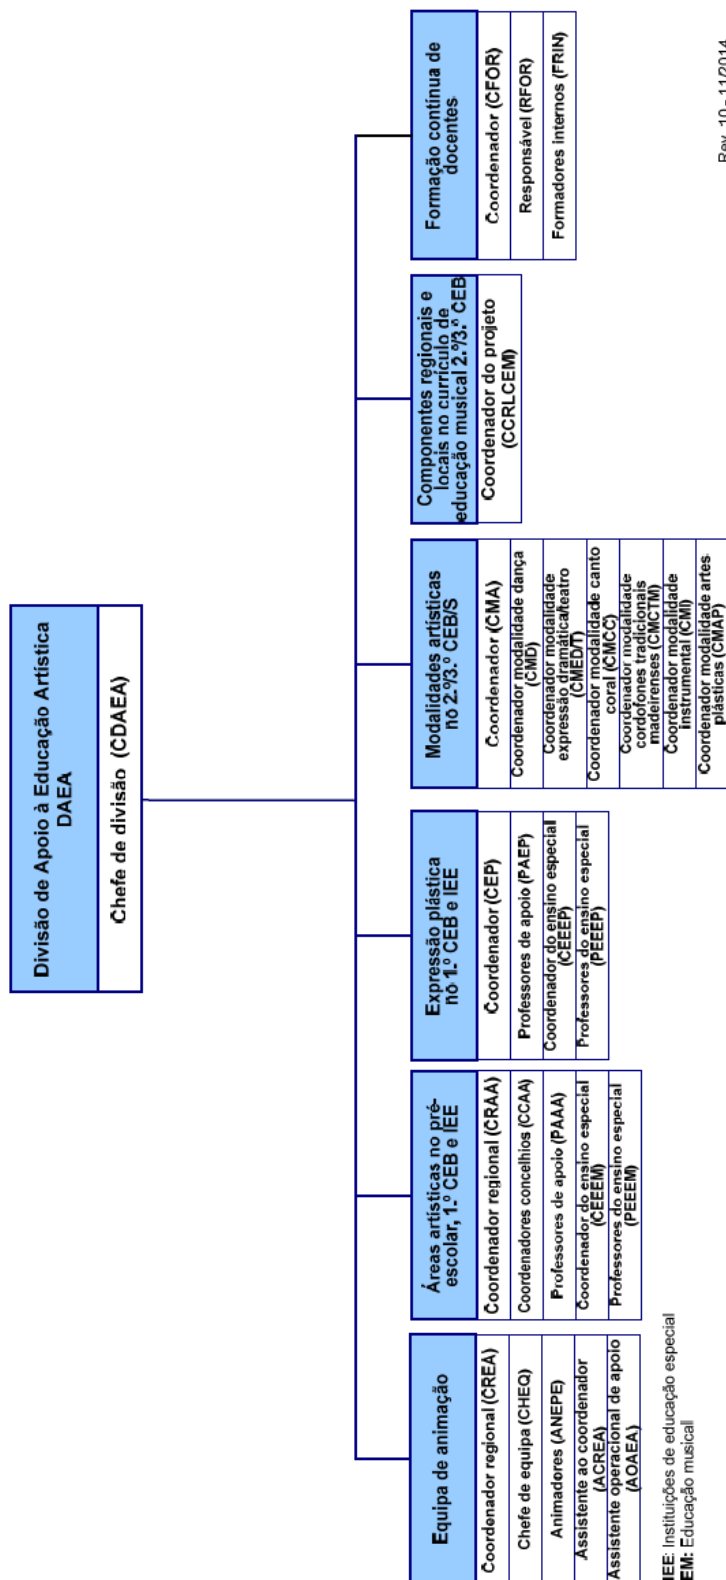 Divisão de Apoio à Educação Artística
DAEA
Chefe de divisão (CDAEA)
Equipa de animação
Coordenador regional (CREA)
Chefe de equipa (CHEQ)
Animadores (ANEPE)
Assistente ao coordenador
(ACREA)
Assistente operacional de apoio
(AOAEA)
Áreas artísticas no pré-
escolar, 1.º CEB e IEE
Coordenador regional (CRAA)
Coordenadores concelhios (CCAA)
Professores de apoio (PAAA)
Coordenador do ensino especial
(CEEEM)
Professores do ensino especial
(PEEEM)
Expressão plástica
no 1.º CEB e IEE
Coordenador (CEP)
Professores de apoio (PAEP)
Coordenador do ensino especial
(CEEEP)
Professores do ensino especial
(PEEEP)
Modalidades artísticas
no 2.º/3.º CEB/S
Coordenador (CMA)
Coordenador modalidade dança
(CMD)
Coordenador modalidade
expressão dramática/teatro
(CMED/T)
Coordenador modalidade canto
coral (CMCC)
Coordenador modalidade
cordofones tradicionais
madeirenses (CMCTM)
Coordenador modalidade
instrumental (CMI)
Coordenador modalidade artes
plásticas (CMAP)
Componentes regionais e
locais no currículo de
educação musical 2.º/3.º CEB
Coordenador do projeto
(CCRLCEM)
Formação contínua de
docentes
Coordenador (CFOR)
Responsável (RFOR)
Formadores internos (FRIN)
IEE: Instituições de educação especial
EM: Educação musical
Rev. 10 - 11/2014